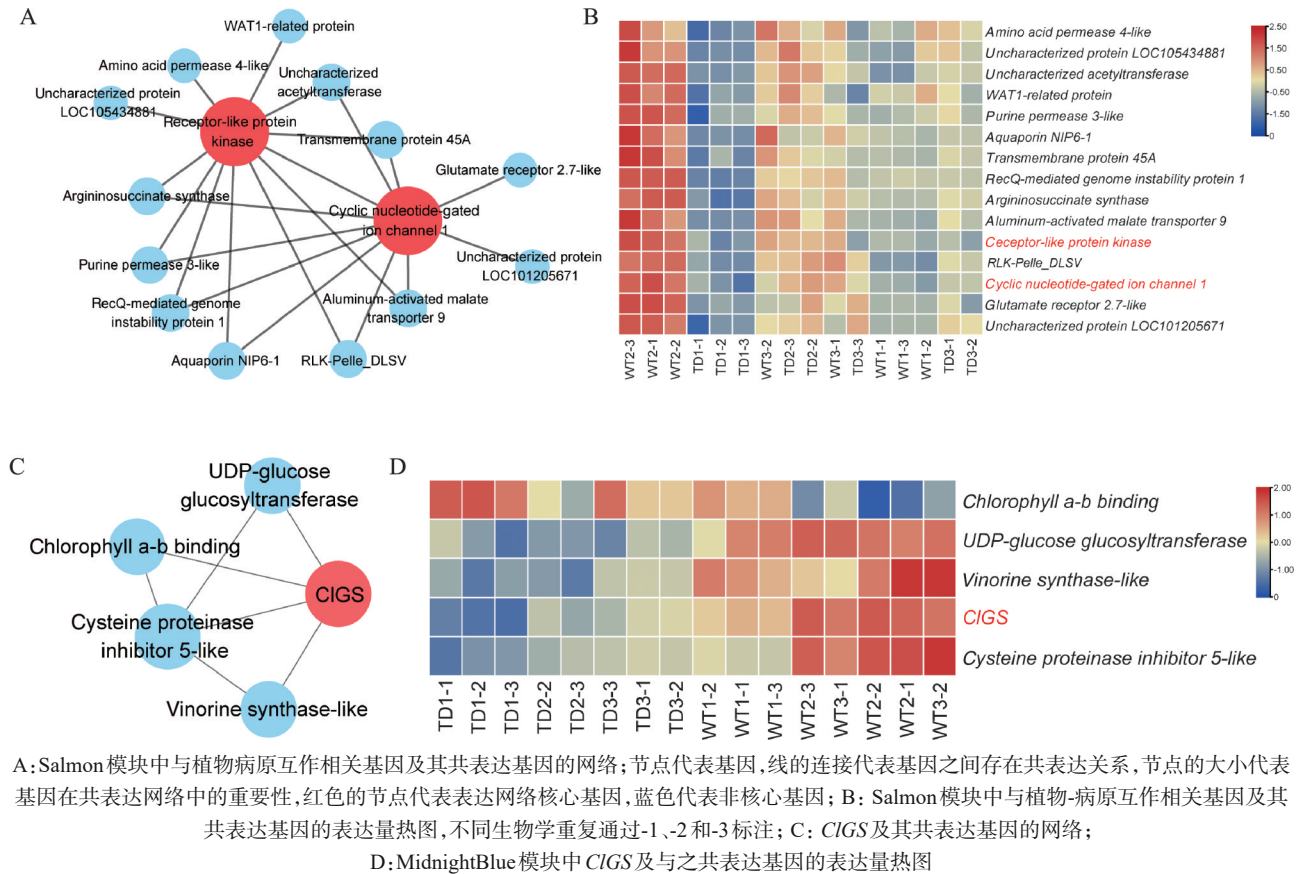 A
WAT1-related protein
Amino acid permease 4-like
Uncharacterized
acetyltransferase
Uncharacterized protein
LOC105434881
Receptor-like protein
kinase
Transmembrane protein 45A
Glutamate receptor 2.7-like
Argininosuccinate synthase
Cyclic nucleotide-gated
ion channel 1
Purine permease 3-like
Uncharacterized protein
LOC101205671
RecQ-mediated genome
instability protein 1
Aluminum-activated malate
transporter 9
Aquaporin NIP6-1
RLK-Pelle_DLSV
B
Amino acid permease 4-like
Uncharacterized protein LOC105434881
Uncharacterized acetyltransferase
WAT1-related protein
Purine permease 3-like
Aquaporin NIP6-1
Transmembrane protein 45A
RecQ-mediated genome instability protein 1
Argininosuccinate synthase
Aluminum-activated malate transporter 9
Ceceptor-like protein kinase
RLK-Pelle_DLSV
Cyclic nucleotide-gated ion channel 1
Glutamate receptor 2.7-like
Uncharacterized protein LOC101205671
2.50
1.50
-0.50
-1.50
0
WT2-3 WT2-1 WT2-2 TD1-1 TD1-2 TD1-3 WT3-2 TD2-3 TD2-2 WT3-1 TD3-3 WT1-1 WT1-3 WT1-2 TD3-1 TD3-2
C
UDP-glucose
glucosyltransferase
Chlorophyll a-b binding
ClGS
Cysteine proteinase
inhibitor 5-like
Vinorine synthase-like
D
Chlorophyll a-b binding
UDP-glucose glucosyltransferase
Vinorine synthase-like
ClGS
Cysteine proteinase inhibitor 5-like
2.00
1.00
-1.00
0
TD1-1 TD1-2 TD1-3 TD2-2 TD2-3 TD3-3 TD3-1 TD3-2 WT1-2 WT1-1 WT1-3 WT2-3 WT3-1 WT2-2 WT2-1 WT3-2
A:Salmon模块中与植物病原互作相关基因及其共表达基因的网络;节点代表基因,线的连接代表基因之间存在共表达关系,节点的大小代表
基因在共表达网络中的重要性,红色的节点代表表达网络核心基因,蓝色代表非核心基因; B: Salmon模块中与植物-病原互作相关基因及其
共表达基因的表达量热图,不同生物学重复通过-1、-2和-3标注; C: ClGS及其共表达基因的网络;
D:MidnightBlue模块中ClGS及与之共表达基因的表达量热图